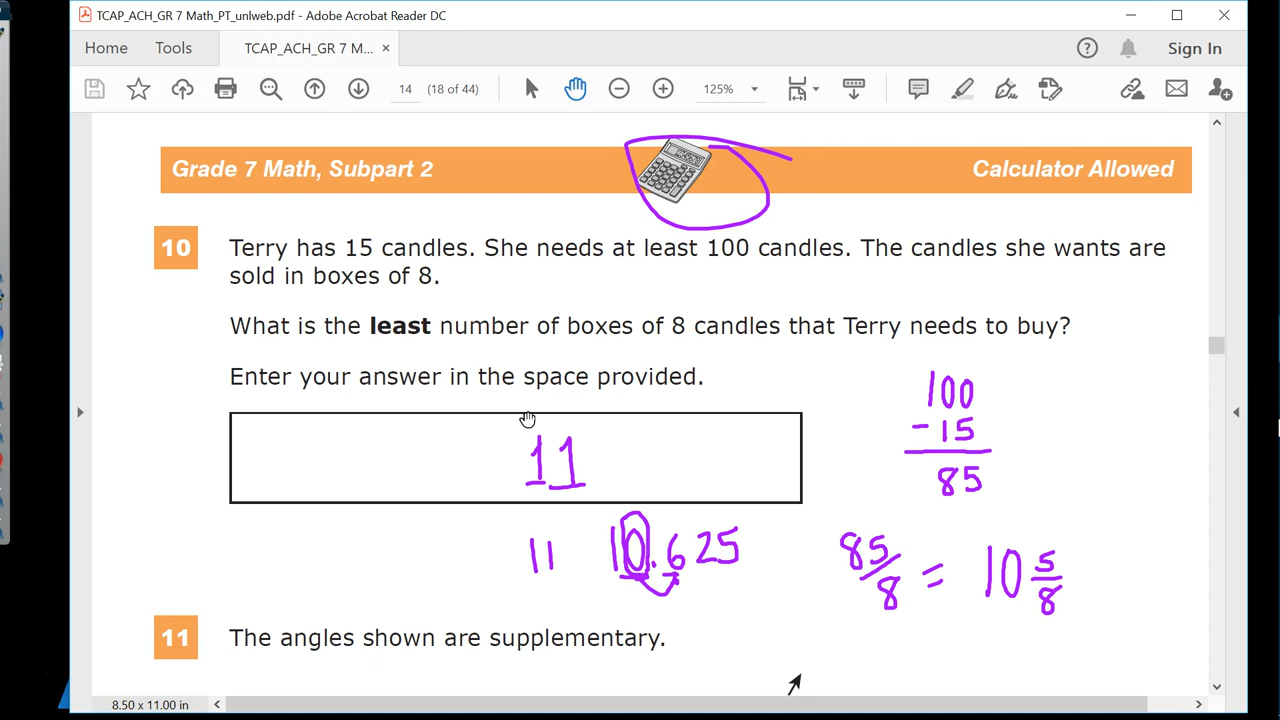 TCAP_ACH_GR 7 Math_PT_unlweb.pdf - Adobe Acrobat Reader DC
Home Tools TCAP_ACH_GR 7 M... × Sign In
14 (18 of 44) 125%
Grade 7 Math, Subpart 2 Calculator Allowed
10 Terry has 15 candles. She needs at least 100 candles. The candles she wants are
sold in boxes of 8.
What is the least number of boxes of 8 candles that Terry needs to buy?
Enter your answer in the space provided.
100
-15
85
11
11 10.625 85/8 = 10 5/8
11 The angles shown are supplementary.
8.50 x 11.00 in